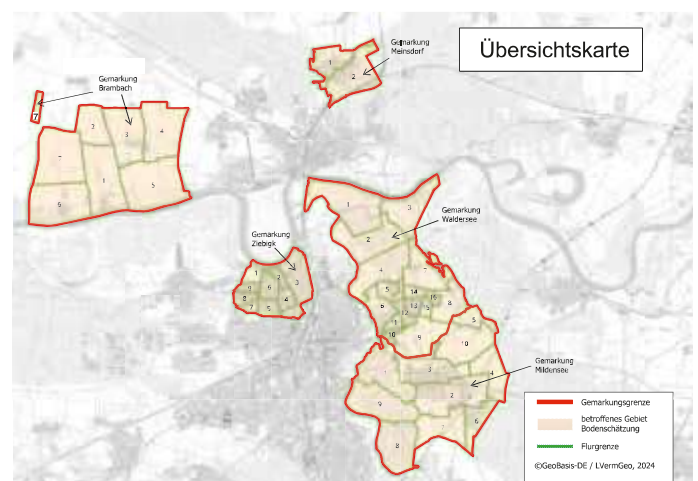 Übersichtskarte
Gemarkung
Meinsdorf
1
2
Gemarkung
Brambach
7
2
3
4
1
5
6
Gemarkung
Waldersee
1
3
2
4
5
14
6
13
16
15
8
12
11
10
9
Gemarkung
Ziebigk
1
2
3
9
6
8
4
7
5
Gemarkung
Mildensee
5
10
3
4
2
9
6
7
8
Gemarkungsgrenze
betroffenes Gebiet
Bodenschätzung
Flurgrenze
©GeoBasis-DE / LVermGeo, 2024